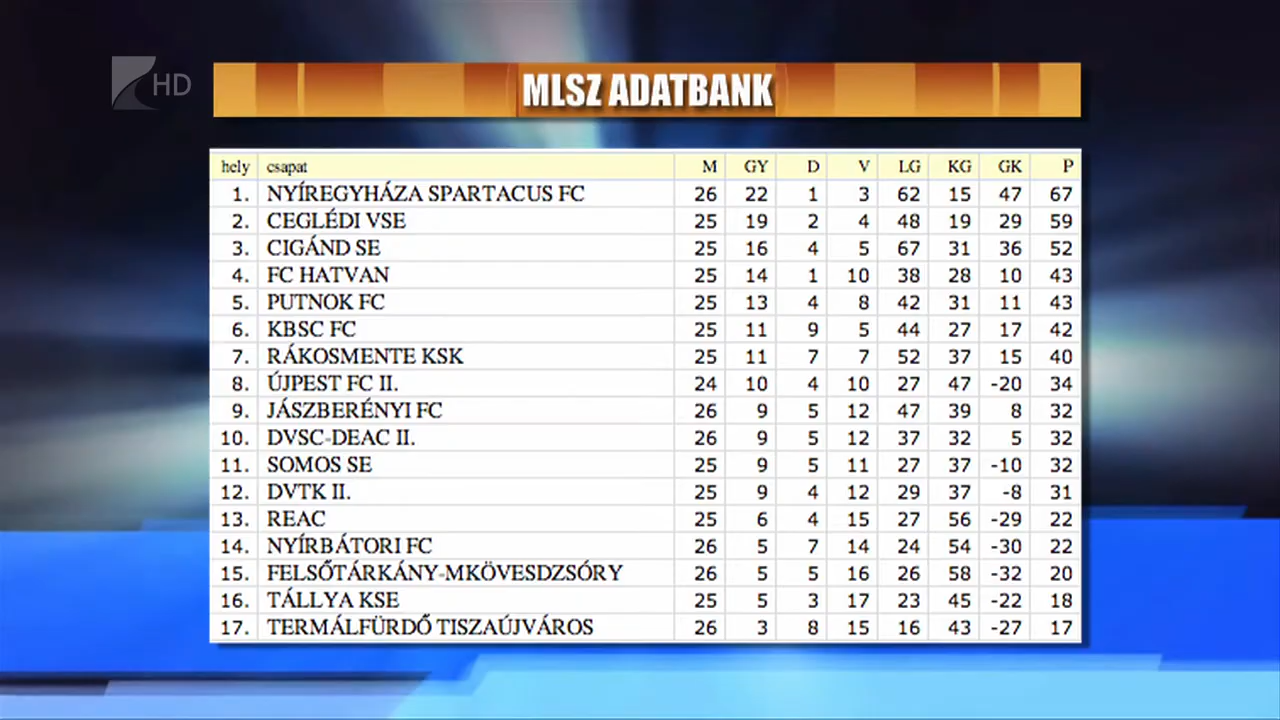 HD
MLSZ ADATBANK
hely csapat M GY D V LG KG GK P
1. NYÍREGYHÁZA SPARTACUS FC 26 22 1 3 62 15 47 67
2. CEGLÉDI VSE 25 19 2 4 48 19 29 59
3. CIGÁND SE 25 16 4 5 67 31 36 52
4. FC HATVAN 25 14 1 10 38 28 10 43
5. PUTNOK FC 25 13 4 8 42 31 11 43
6. KBSC FC 25 11 9 5 44 27 17 42
7. RÁKOSMENTE KSK 25 11 7 7 52 37 15 40
8. ÚJPEST FC II. 24 10 4 10 27 47 -20 34
9. JÁSZBERÉNYI FC 26 9 5 12 47 39 8 32
10. DVSC-DEAC II. 26 9 5 12 37 32 5 32
11. SOMOS SE 25 9 5 11 27 37 -10 32
12. DVTK II. 25 9 4 12 29 37 -8 31
13. REAC 25 6 4 15 27 56 -29 22
14. NYÍRBÁTORI FC 26 5 7 14 24 54 -30 22
15. FELSŐTÁRKÁNY-MKÖVESDZSÓRY 26 5 5 16 26 58 -32 20
16. TÁLLYA KSE 25 5 3 17 23 45 -22 18
17. TERMÁLFÜRDŐ TISZAÚJVÁROS 26 3 8 15 16 43 -27 17